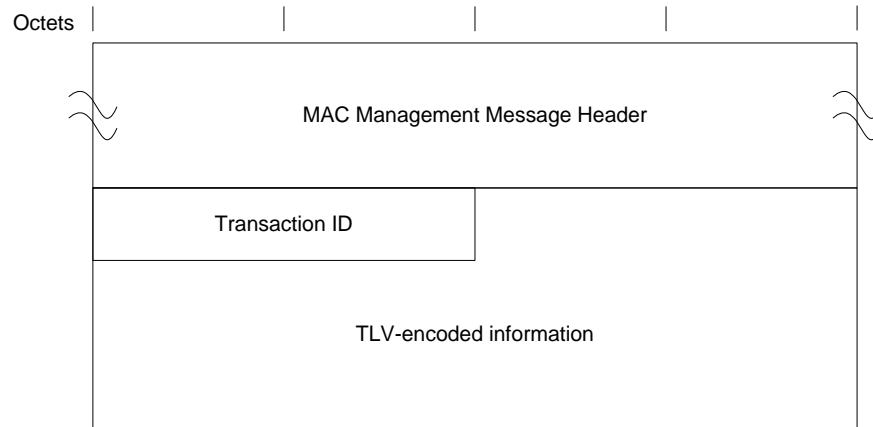 Octets
MAC Management Message Header
Transaction ID
TLV-encoded information